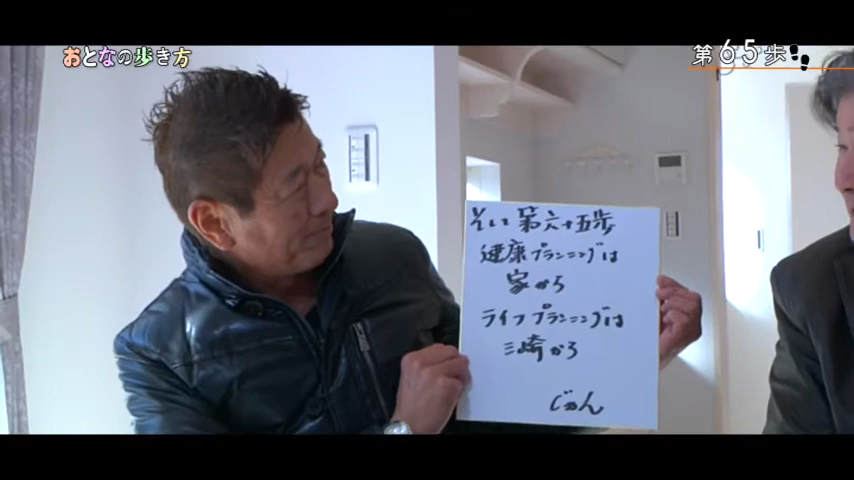 おとなの歩き方
第65歩
そして第六十五歩
健康プランニングは
家から
ライフプランニングは
三崎から
じゅん